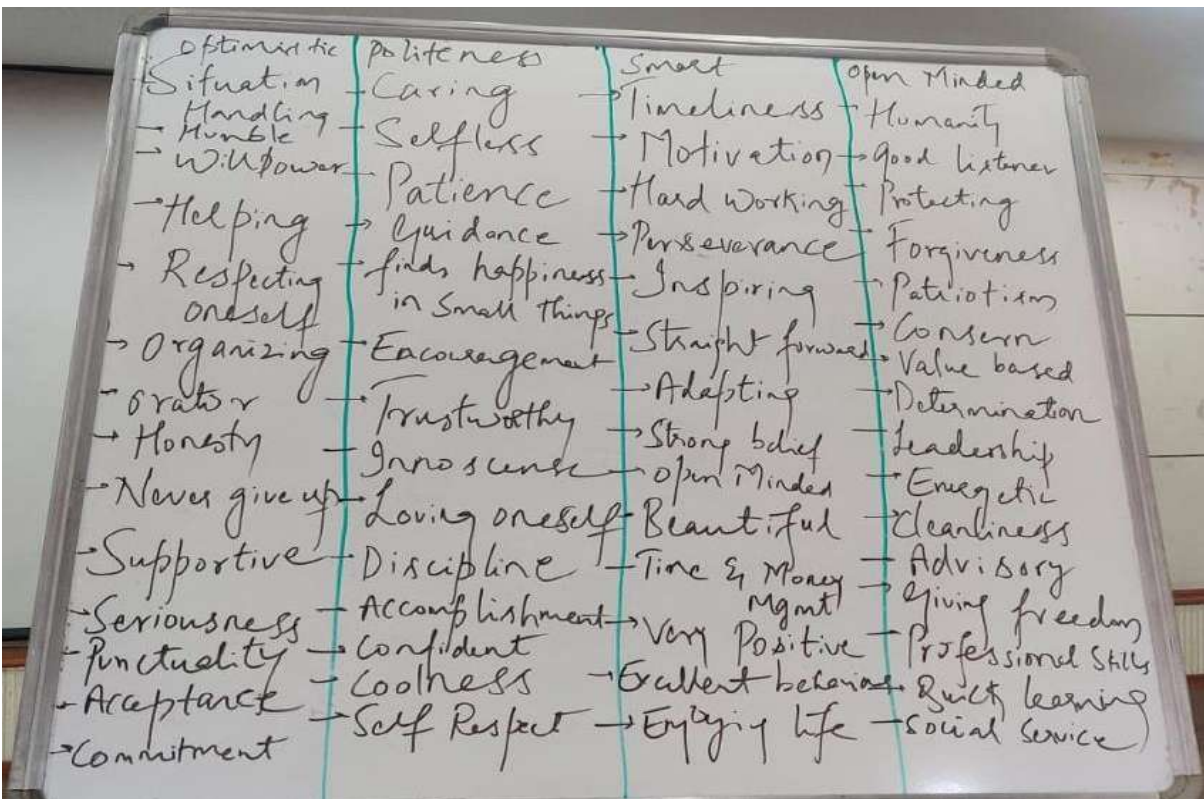 Optimistic
Situation
Handling
→ Humble
→ Willpower
→ Helping
→ Respecting
oneself
→ Organizing
→ Orator
→ Honesty
→ Never give up
→ Supportive
→ Seriousness
- Punctuality
→ Acceptance
→ Commitment
Politeness
- Caring
- Selfless
- Patience
→ Guidance
→ finds happiness
in Small things
- Encouragement
- Trustworthy
- Innoscense
- Loving oneself
- Discipline
- Accomplishment
→ Confident
- Coolness
→ Self Respect
Smart
→ Timeliness
→ Motivation
→ Hard Working
→ Perseverance
- Inspiring
→ Straight forward
→ Adapting
→ Strong belief
→ Open Minded
- Beautiful
- Time & Money
Mgmt
→ Very Positive
→ Excellent behaviour
→ Enjoying life
Open Minded
→ Humanity
→ good listener
- Protecting
- Forgiveness
→ Patriotism
→ Consern
→ Value based
→ Determination
- Leadership
- Energetic
- Cleanliness
- Advisory
- Giving freedom
- Professional Skills
- Quick learning
- Social Service